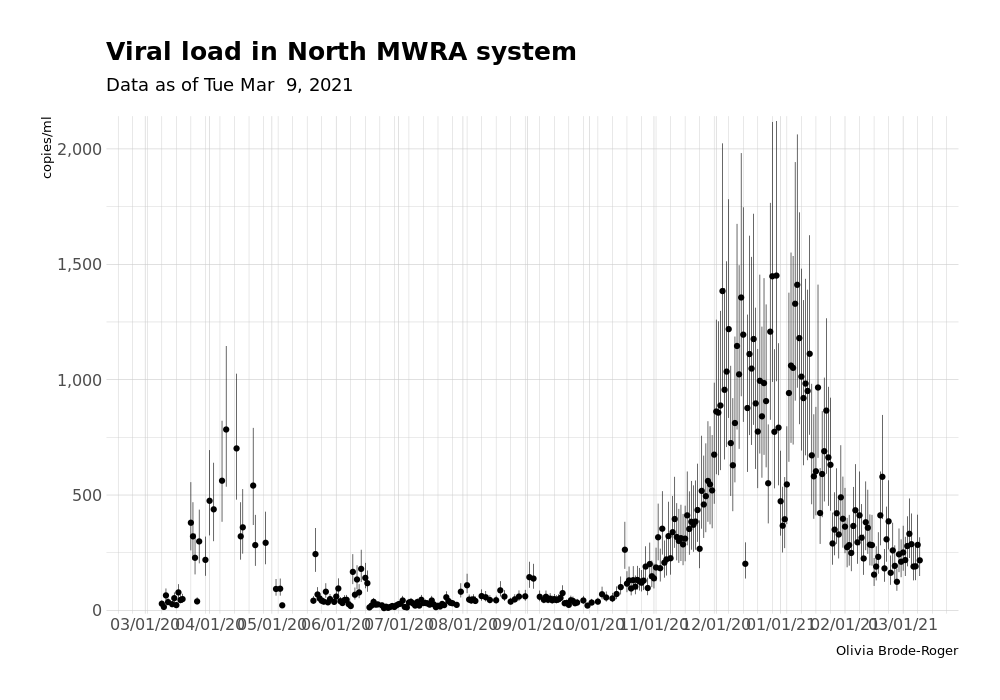 Viral load in North MWRA system
Data as of Tue Mar  9, 2021
copies/ml
2,000
1,500
1,000
500
0
03/01/20 04/01/20 05/01/20 06/01/20 07/01/20 08/01/20 09/01/20 10/01/20 11/01/20 12/01/20 01/01/21 02/01/21 03/01/21
Olivia Brode-Roger